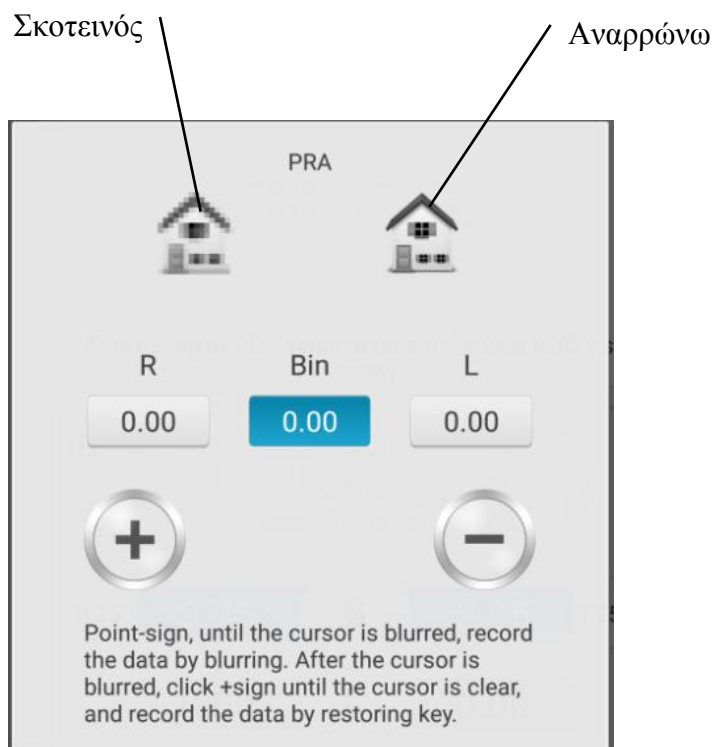 Σκοτεινός
Αναρρώνω
PRA
R Bin L
0.00 0.00 0.00
+ −
Point-sign, until the cursor is blurred, record
the data by blurring. After the cursor is
blurred, click +sign until the cursor is clear,
and record the data by restoring key.